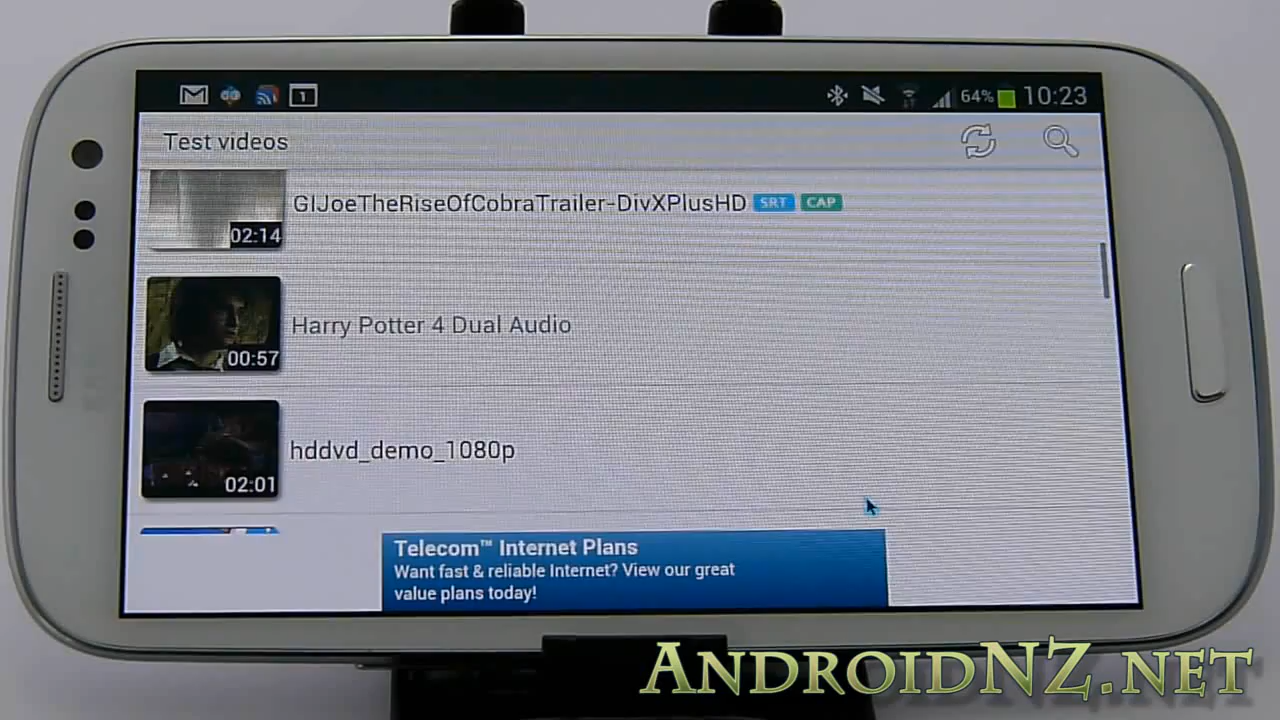 1
64% 10:23
Test videos
GIJoeTheRiseOfCobraTrailer-DivXPlusHD SRT CAP
02:14
Harry Potter 4 Dual Audio
00:57
hddvd_demo_1080p
02:01
Telecom™ Internet Plans
Want fast & reliable Internet? View our great
value plans today!
AndroidNZ.net